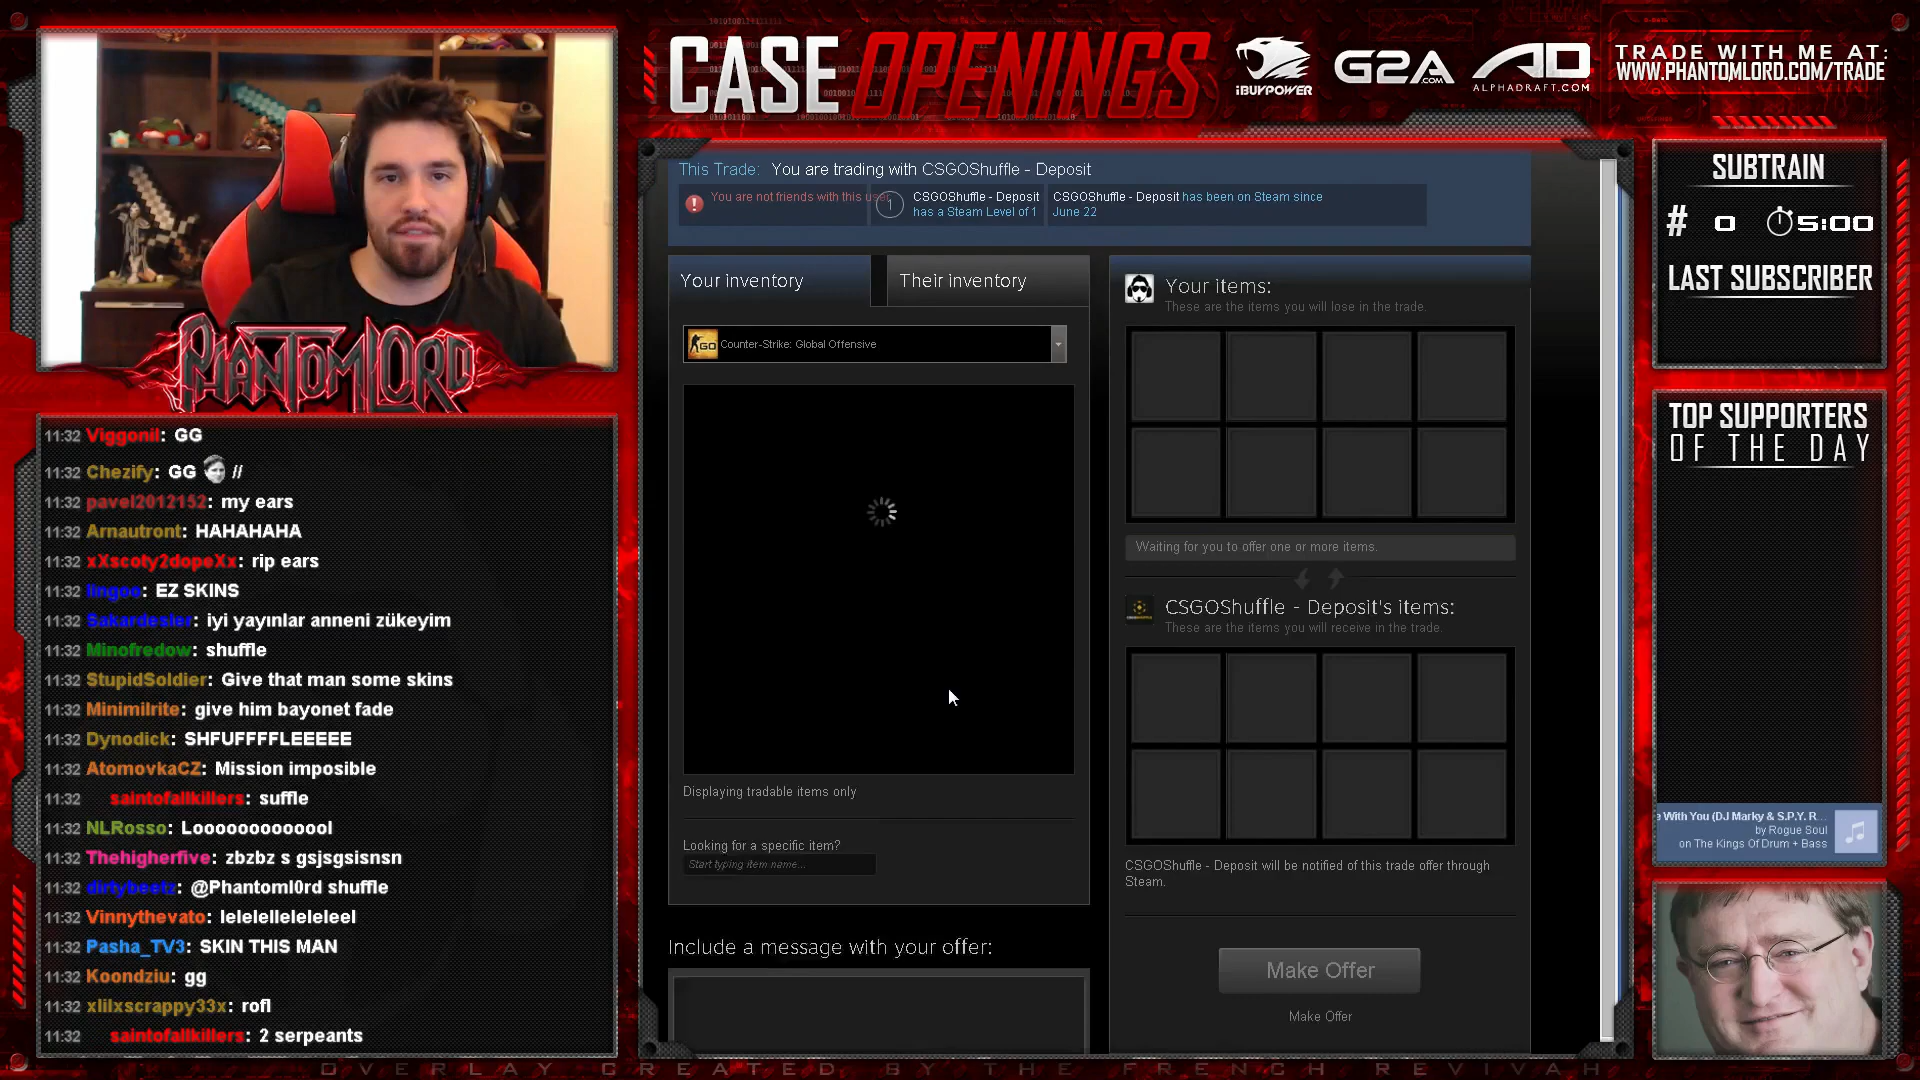 CASE OPENINGS
iBUYPOWER
G2A.COM
AD
ALPHADRAFT.COM
TRADE WITH ME AT:
WWW.PHANTOMLORD.COM/TRADE
PHANTOMLORD
11:32 Viggonil: GG
11:32 Chezify: GG //
11:32 pavel2012152: my ears
11:32 Arnautront: HAHAHAHA
11:32 xXscoty2dopeXx: rip ears
11:32 lingoo: EZ SKINS
11:32 Sakardesler: iyi yayınlar anneni zükeyim
11:32 Minofredow: shuffle
11:32 StupidSoldier: Give that man some skins
11:32 Minimilrite: give him bayonet fade
11:32 Dynodick: SHFUFFFFLEEEEE
11:32 AtomovkaCZ: Mission imposible
11:32 saintofallkillers: suffle
11:32 NLRosso: Looooooooooool
11:32 Thehigherfive: zbzbz s gsjsgsisnsn
11:32 dirtybeetz: @Phantoml0rd shuffle
11:32 Vinnythevato: lelelelleleleleel
11:32 Pasha_TV3: SKIN THIS MAN
11:32 Koondziu: gg
11:32 xlilxscrappy33x: rofl
11:32 saintofallkillers: 2 serpeants
This Trade: You are trading with CSGOShuffle - Deposit
You are not friends with this user
1
CSGOShuffle - Deposit
has a Steam Level of 1
CSGOShuffle - Deposit has been on Steam since
June 22
Your inventory
Their inventory
GO
Counter-Strike: Global Offensive
Displaying tradable items only
Looking for a specific item?
Start typing item name...
Include a message with your offer:
Your items:
These are the items you will lose in the trade.
Waiting for you to offer one or more items.
CSGOShuffle - Deposit's items:
These are the items you will receive in the trade.
CSGOShuffle - Deposit will be notified of this trade offer through
Steam.
Make Offer
Make Offer
SUBTRAIN
# 0 5:00
LAST SUBSCRIBER
TOP SUPPORTERS
OF THE DAY
e With You (DJ Marky & S.P.Y. R...
by Rogue Soul
on The Kings Of Drum + Bass
OVERLAY CREATED BY THE FRENCH REVIVAH